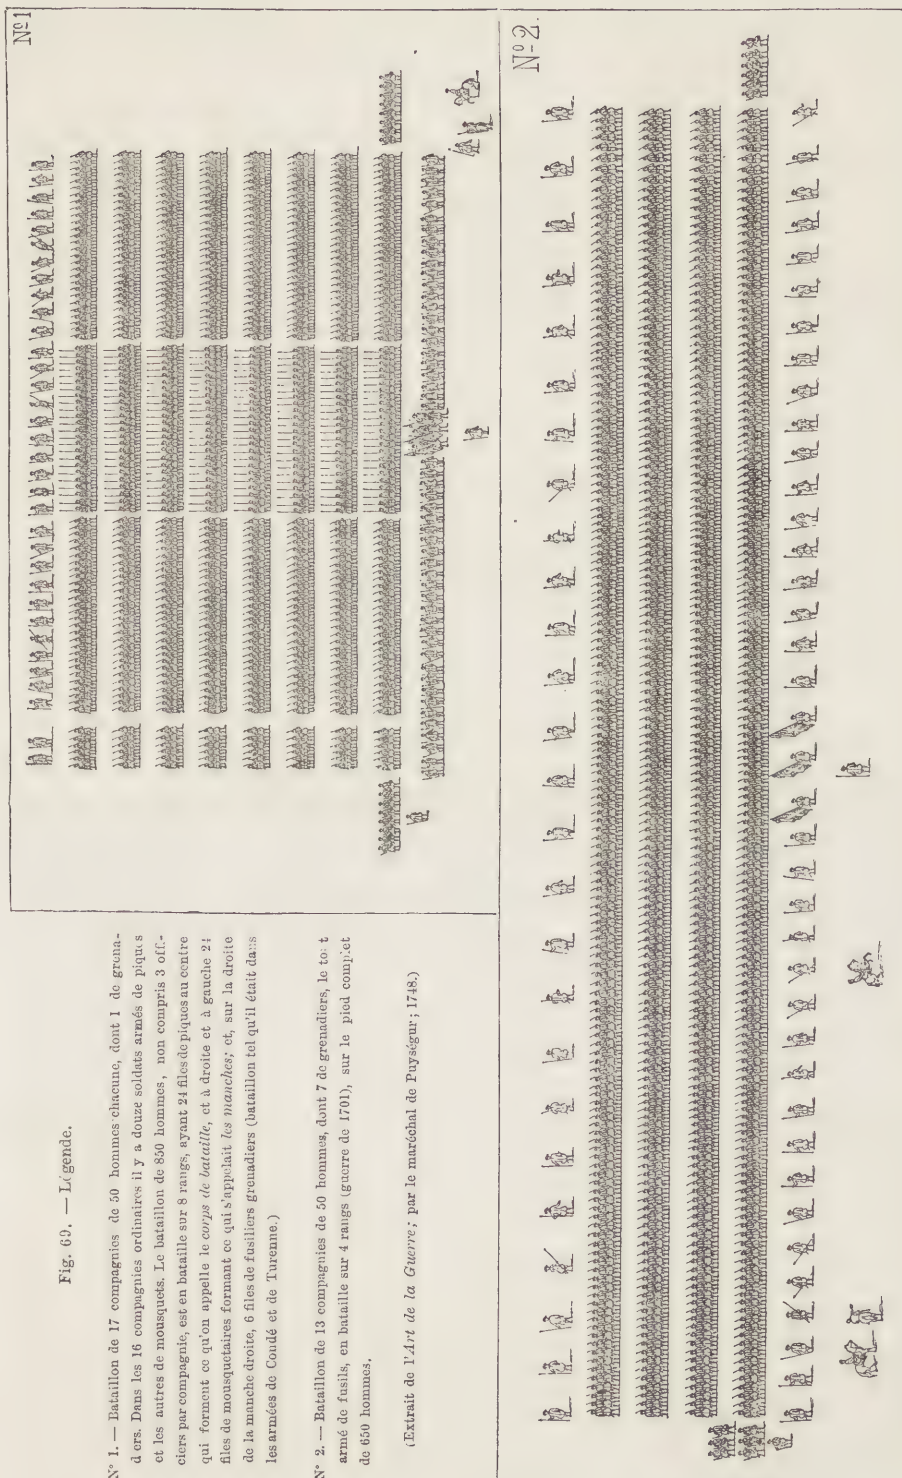 Fig. 69. — Légende.
N° 1. — Bataillon de 17 compagnies de 50 hommes chacune, dont 1 de grena-
d ers. Dans les 16 compagnies ordinaires il y a douze soldats armés de piques
et les autres de mousquets. Le bataillon de 850 hommes, non compris 3 offi-
ciers par compagnie, est en bataille sur 8 rangs, ayant 24 files de piques au centre
qui forment ce qu'on appelle le corps de bataille, et à droite et à gauche 24
files de mousquetaires formant ce qui s'appelait les manches; et, sur la droite
de la manche droite, 6 files de fusiliers grenadiers (bataillon tel qu'il était dans
les armées de Condé et de Turenne.)
N° 2. — Bataillon de 13 compagnies de 50 hommes, dont 7 de grenadiers, le tout
armé de fusils, en bataille sur 4 rangs (guerre de 1701), sur le pied complet
de 650 hommes.
(Extrait de l'Art de la Guerre; par le maréchal de Puységur; 1748.)
N° 1
N° 2.